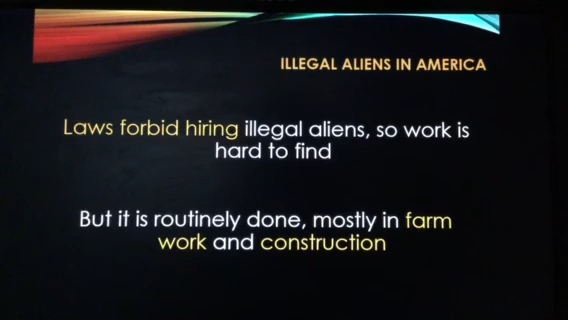 ILLEGAL ALIENS IN AMERICA
Laws forbid hiring illegal aliens, so work is
hard to find
But it is routinely done, mostly in farm
work and construction